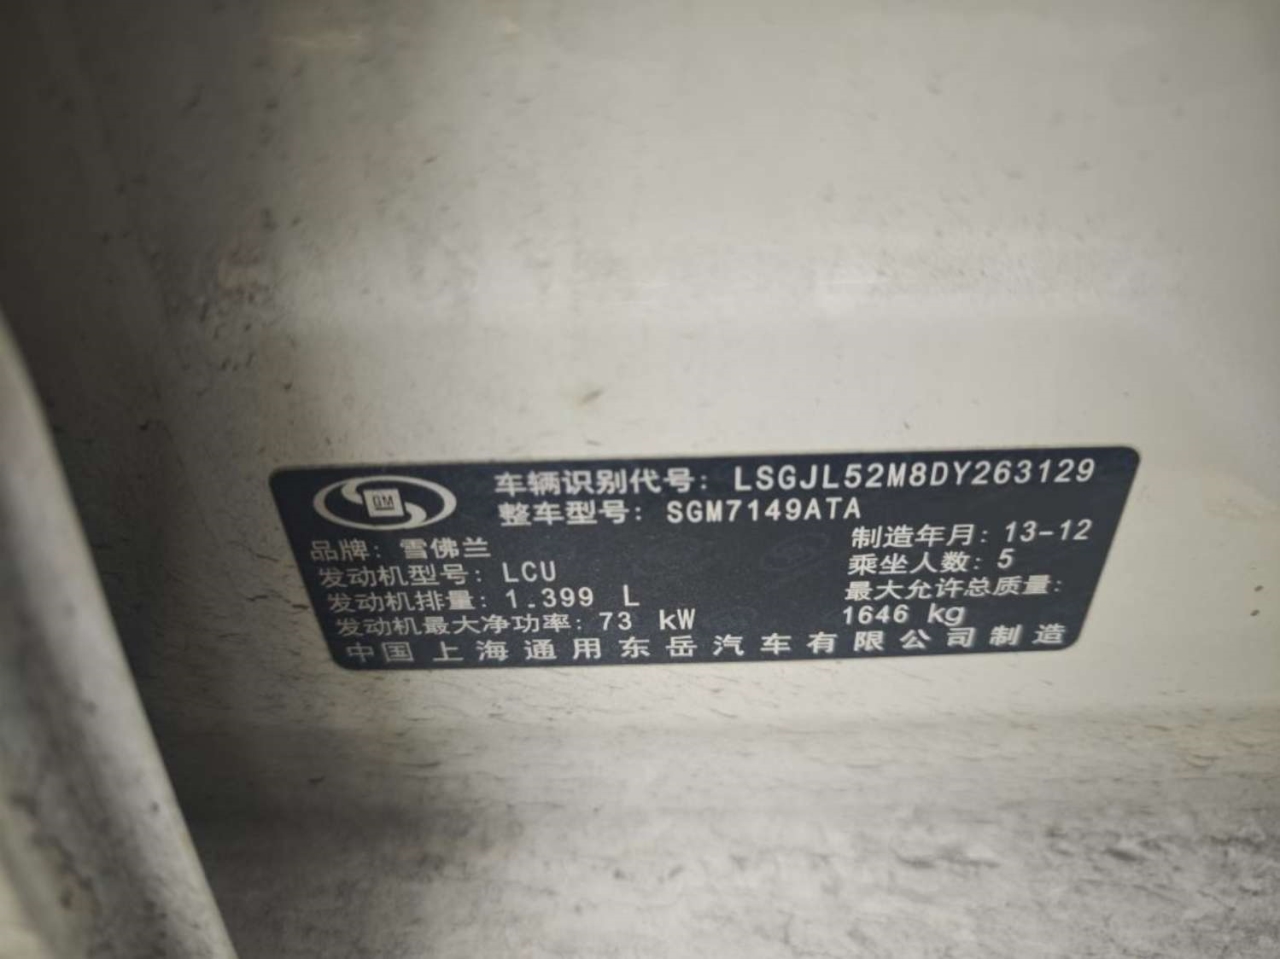 GM
车辆识别代号: LSGJL52M8DY263129
整车型号: SGM7149ATA
品牌: 雪佛兰
制造年月: 13-12
发动机型号: LCU
乘坐人数: 5
发动机排量: 1.399 L
最大允许总质量:
1646 kg
发动机最大净功率: 73 kW
中国上海通用东岳汽车有限公司制造